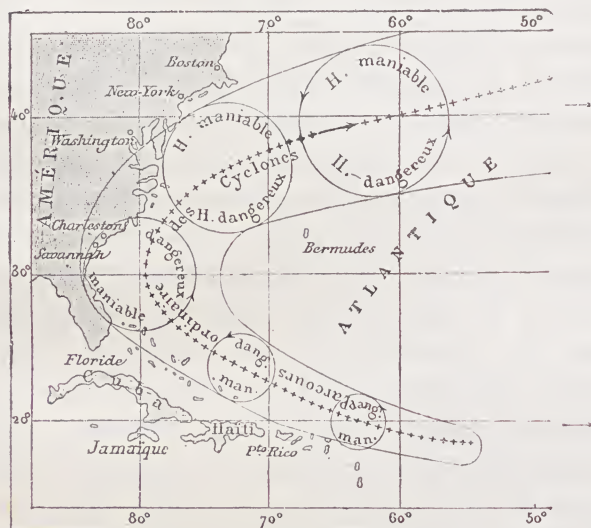 80°
70°
60°
50°
Boston
H. maniable
New-York
40°
H. maniable
Washington
AMÉRIQUE
Parcours ordinaire des Cyclones
H.-dangereux
H. dangereux
Charleston
dangereux
Bermudes
ATLANTIQUE
Savannah
30°
maniable
dang.
Floride
man.
dang.
Cuba
20°
man.
Haïti
Jamaïque
Pto Rico
80°
70°
60°
50°